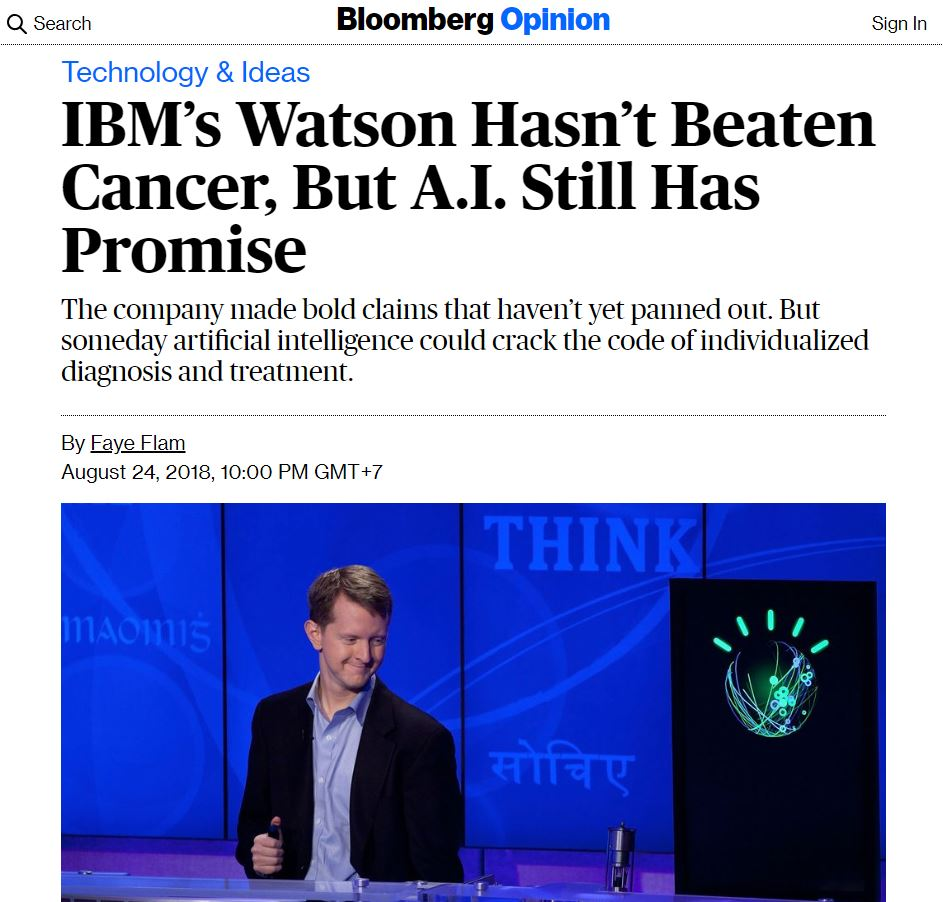 Search
Bloomberg Opinion
Sign In
Technology & Ideas
IBM’s Watson Hasn’t Beaten
Cancer, But A.I. Still Has
Promise
The company made bold claims that haven’t yet panned out. But
someday artificial intelligence could crack the code of individualized
diagnosis and treatment.
By Faye Flam
August 24, 2018, 10:00 PM GMT+7
THINK
smaoınıṡ
सोचिए